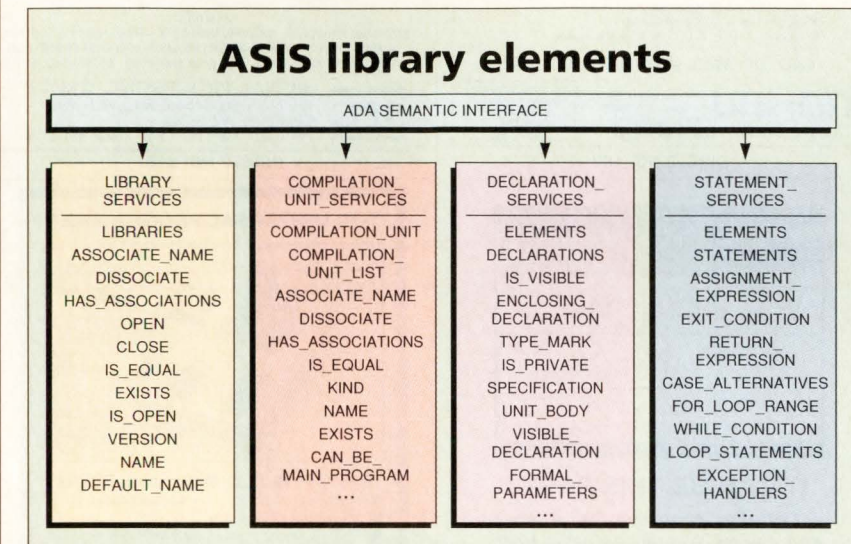 ASIS library elements
ADA SEMANTIC INTERFACE
LIBRARY_
SERVICES
LIBRARIES
ASSOCIATE_NAME
DISSOCIATE
HAS_ASSOCIATIONS
OPEN
CLOSE
IS_EQUAL
EXISTS
IS_OPEN
VERSION
NAME
DEFAULT_NAME
COMPILATION_
UNIT_SERVICES
COMPILATION_UNIT
COMPILATION_
UNIT_LIST
ASSOCIATE_NAME
DISSOCIATE
HAS_ASSOCIATIONS
IS_EQUAL
KIND
NAME
EXISTS
CAN_BE_
MAIN_PROGRAM
...
DECLARATION_
SERVICES
ELEMENTS
DECLARATIONS
IS_VISIBLE
ENCLOSING_
DECLARATION
TYPE_MARK
IS_PRIVATE
SPECIFICATION
UNIT_BODY
VISIBLE_
DECLARATION
FORMAL_
PARAMETERS
...
STATEMENT_
SERVICES
ELEMENTS
STATEMENTS
ASSIGNMENT_
EXPRESSION
EXIT_CONDITION
RETURN_
EXPRESSION
CASE_ALTERNATIVES
FOR_LOOP_RANGE
WHILE_CONDITION
LOOP_STATEMENTS
EXCEPTION_
HANDLERS
...